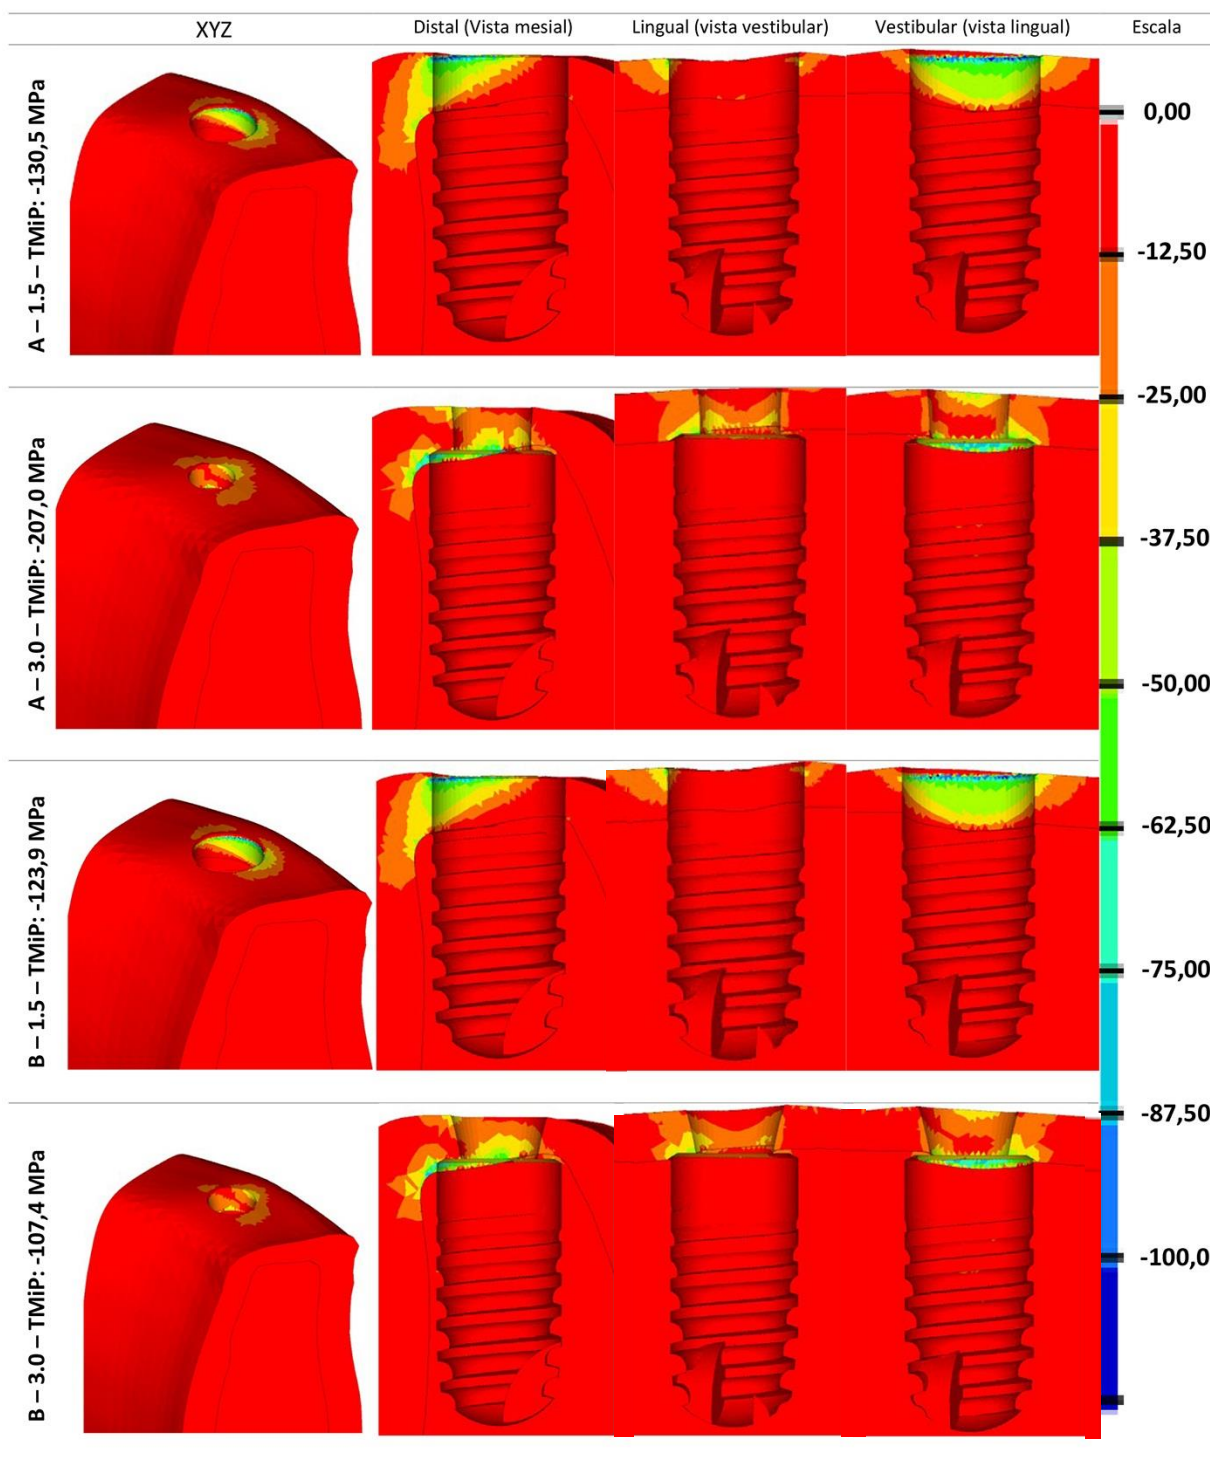 XYZ
Distal (Vista mesial)
Lingual (vista vestibular)
Vestibular (vista lingual)
Escala
A – 1.5 – TMiP: -130,5 MPa
A – 3.0 – TMiP: -207,0 MPa
B – 1.5 – TMiP: -123,9 MPa
B – 3.0 – TMiP: -107,4 MPa
0,00
-12,50
-25,00
-37,50
-50,00
-62,50
-75,00
-87,50
-100,0